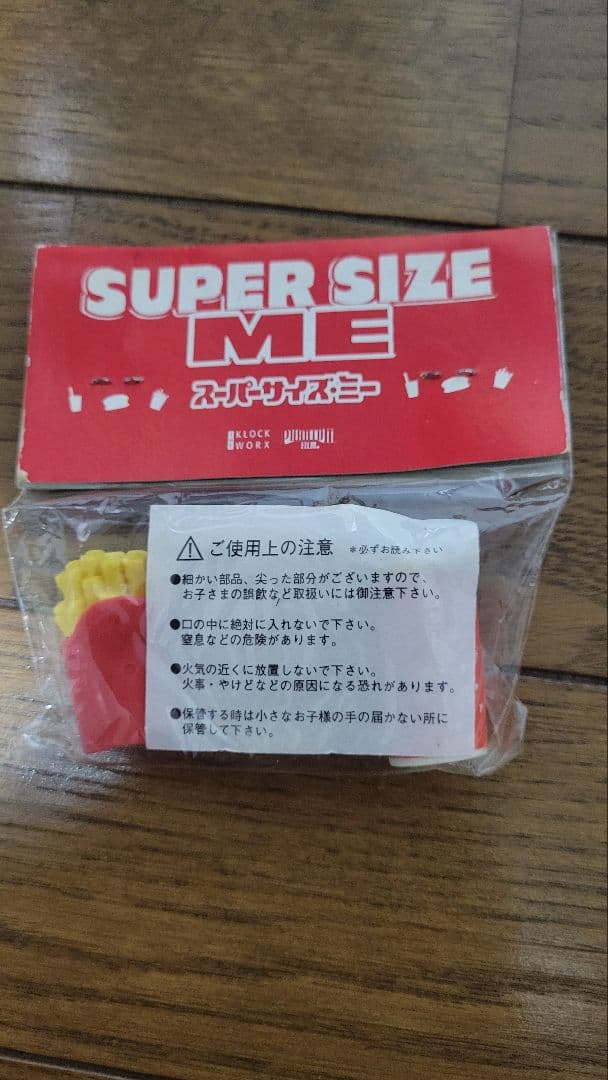 SUPER SIZE
ME
スーパーサイズ・ミー
KLOCK
WORX
FILM
⚠ ご使用上の注意 ＊必ずお読み下さい
●細かい部品、尖った部分がございますので、
お子さまの誤飲など取扱いには御注意下さい。
●口の中に絶対に入れないで下さい。
窒息などの危険があります。
●火気の近くに放置しないで下さい。
火事・やけどなどの原因になる恐れがあります。
●保管する時は小さなお子様の手の届かない所に
保管して下さい。